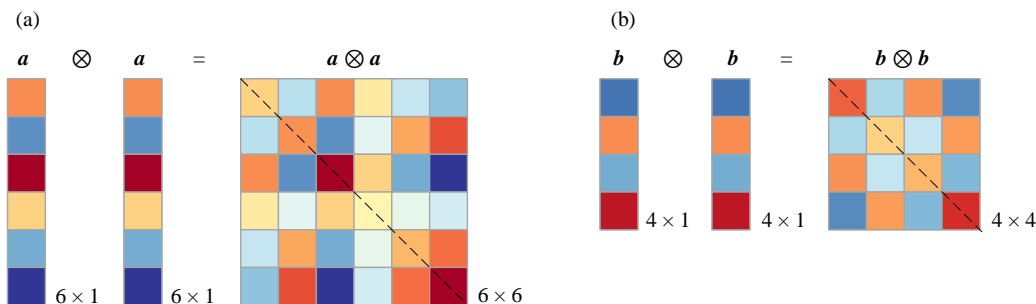 (a)
a ⊗ a = a ⊗ a
6 × 1 6 × 1 6 × 6
(b)
b ⊗ b = b ⊗ b
4 × 1 4 × 1 4 × 4